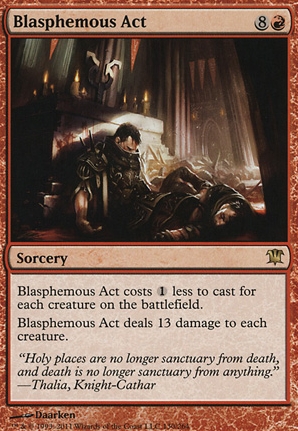 Blasphemous Act 8
Sorcery
Blasphemous Act costs 1 less to cast for
each creature on the battlefield.
Blasphemous Act deals 13 damage to each
creature.
"Holy places are no longer sanctuary from death,
and death is no longer sanctuary from anything."
—Thalia, Knight-Cathar
Daarken